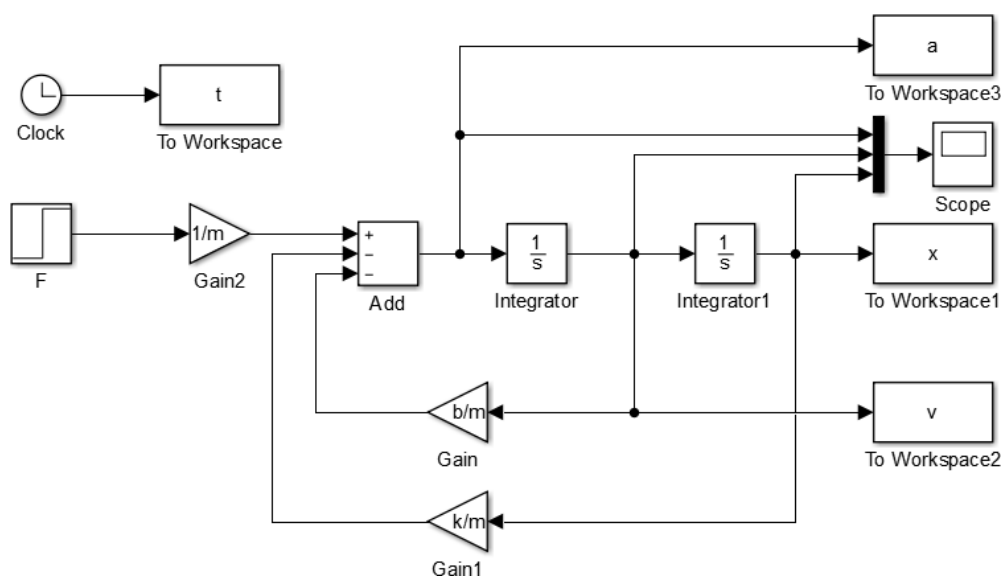 a
To Workspace3
t
Clock
To Workspace
Scope
F
1/m
Gain2
+
−
−
Add
1
s
Integrator
1
s
Integrator1
x
To Workspace1
b/m
Gain
v
To Workspace2
k/m
Gain1